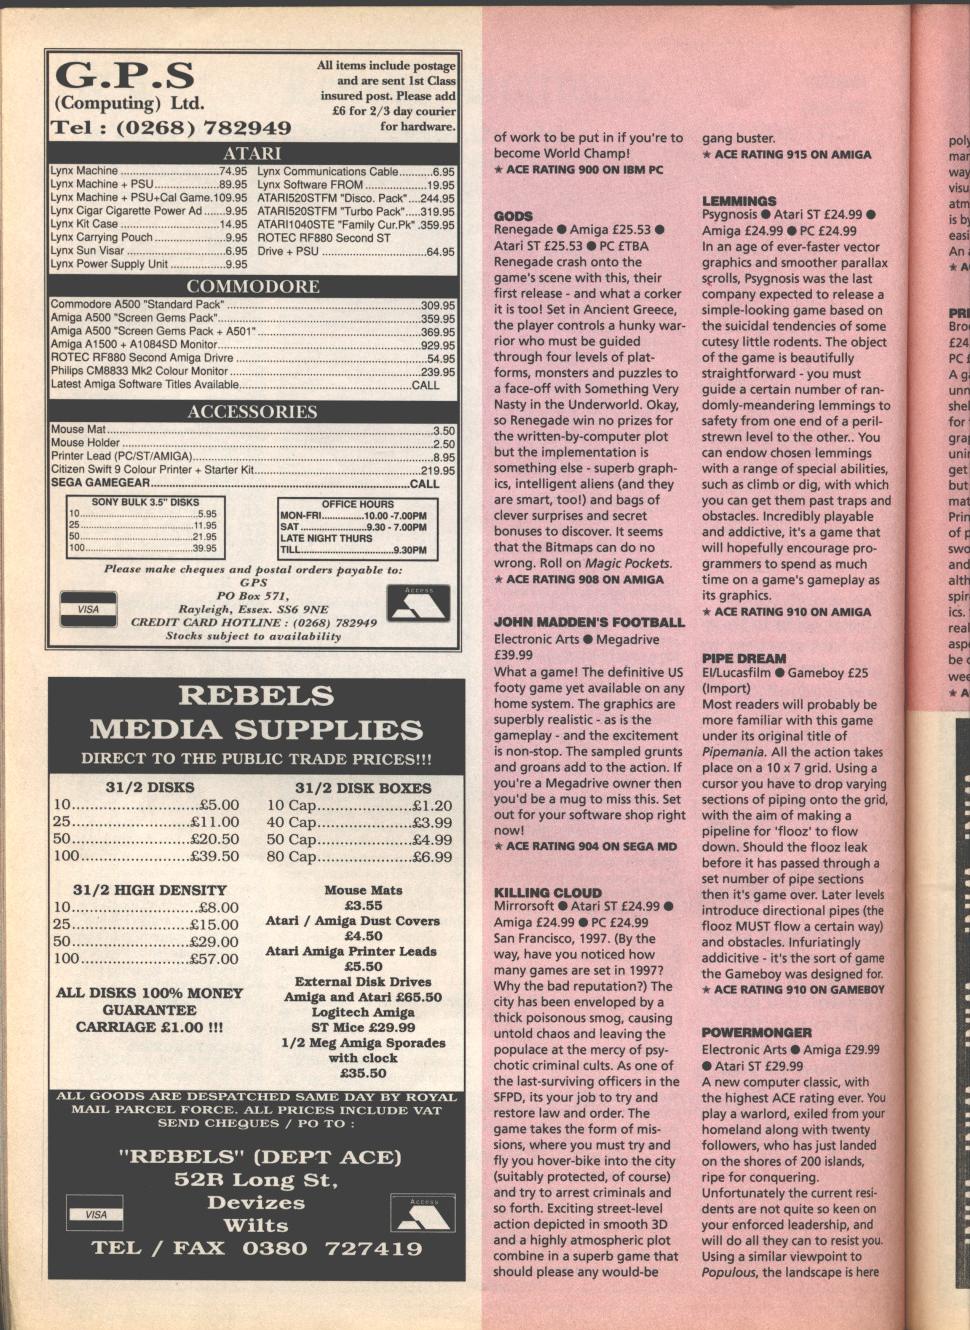 G.P.S
(Computing) Ltd.
Tel : (0268) 782949
All items include postage
and are sent 1st Class
insured post. Please add
£6 for 2/3 day courier
for hardware.
ATARI
Lynx Machine ..............................74.95
Lynx Machine + PSU....................89.95
Lynx Machine + PSU+Cal Game.109.95
Lynx Cigar Cigarette Power Ad .......9.95
Lynx Kit Case ..............................14.95
Lynx Carrying Pouch ......................9.95
Lynx Sun Visar ..............................6.95
Lynx Power Supply Unit .................9.95
Lynx Communications Cable..........6.95
Lynx Software FROM ..................19.95
ATARI520STFM "Disco. Pack"....244.95
ATARI520STFM "Turbo Pack".....319.95
ATARI1040STE "Family Cur.Pk" .359.95
ROTEC RF880 Second ST
Drive + PSU ................................64.95
COMMODORE
Commodore A500 "Standard Pack" ..........................309.95
Amiga A500 "Screen Gems Pack" ..........................359.95
Amiga A500 "Screen Gems Pack + A501" ..........................369.95
Amiga A1500 + A1084SD Monitor ..........................929.95
ROTEC RF880 Second Amiga Drivre ..........................54.95
Philips CM8833 Mk2 Colour Monitor ..........................239.95
Latest Amiga Software Titles Available..........................CALL
ACCESSORIES
Mouse Mat..........................3.50
Mouse Holder ..........................2.50
Printer Lead (PC/ST/AMIGA)..........................8.95
Citizen Swift 9 Colour Printer + Starter Kit..........................219.95
SEGA GAMEGEAR..........................CALL
SONY BULK 3.5" DISKS
10..........................5.95
25..........................11.95
50..........................21.95
100..........................39.95
OFFICE HOURS
MON-FRI.............10.00 -7.00PM
SAT ....................9.30 - 7.00PM
LATE NIGHT THURS
TILL..........................9.30PM
Please make cheques and postal orders payable to:
GPS
PO Box 571,
Rayleigh, Essex. SS6 9NE
CREDIT CARD HOTLINE : (0268) 782949
Stocks subject to availability
VISA
Access
REBELS
MEDIA SUPPLIES
DIRECT TO THE PUBLIC TRADE PRICES!!!
31/2 DISKS
10......................£5.00
25....................£11.00
50....................£20.50
100..................£39.50
31/2 DISK BOXES
10 Cap................£1.20
40 Cap................£3.99
50 Cap................£4.99
80 Cap................£6.99
31/2 HIGH DENSITY
10......................£8.00
25....................£15.00
50....................£29.00
100..................£57.00
ALL DISKS 100% MONEY
GUARANTEE
CARRIAGE £1.00 !!!
Mouse Mats
£3.55
Atari / Amiga Dust Covers
£4.50
Atari Amiga Printer Leads
£5.50
External Disk Drives
Amiga and Atari £65.50
Logitech Amiga
ST Mice £29.99
1/2 Meg Amiga Sporades
with clock
£35.50
ALL GOODS ARE DESPATCHED SAME DAY BY ROYAL
MAIL PARCEL FORCE. ALL PRICES INCLUDE VAT
SEND CHEQUES / PO TO :
"REBELS" (DEPT ACE)
52R Long St,
Devizes
Wilts
TEL / FAX 0380 727419
VISA
Access
of work to be put in if you're to
become World Champ!
★ ACE RATING 900 ON IBM PC
GODS
Renegade ● Amiga £25.53 ●
Atari ST £25.53 ● PC £TBA
Renegade crash onto the
game's scene with this, their
first release - and what a corker
it is too! Set in Ancient Greece,
the player controls a hunky war-
rior who must be guided
through four levels of plat-
forms, monsters and puzzles to
a face-off with Something Very
Nasty in the Underworld. Okay,
so Renegade win no prizes for
the written-by-computer plot
but the implementation is
something else - superb graph-
ics, intelligent aliens (and they
are smart, too!) and bags of
clever surprises and secret
bonuses to discover. It seems
that the Bitmaps can do no
wrong. Roll on Magic Pockets.
★ ACE RATING 908 ON AMIGA
JOHN MADDEN'S FOOTBALL
Electronic Arts ● Megadrive
£39.99
What a game! The definitive US
footy game yet available on any
home system. The graphics are
superbly realistic - as is the
gameplay - and the excitement
is non-stop. The sampled grunts
and groans add to the action. If
you're a Megadrive owner then
you'd be a mug to miss this. Set
out for your software shop right
now!
★ ACE RATING 904 ON SEGA MD
KILLING CLOUD
Mirrorsoft ● Atari ST £24.99 ●
Amiga £24.99 ● PC £24.99
San Francisco, 1997. (By the
way, have you noticed how
many games are set in 1997?
Why the bad reputation?) The
city has been enveloped by a
thick poisonous smog, causing
untold chaos and leaving the
populace at the mercy of psy-
chotic criminal cults. As one of
the last-surviving officers in the
SFPD, its your job to try and
restore law and order. The
game takes the form of mis-
sions, where you must try and
fly you hover-bike into the city
(suitably protected, of course)
and try to arrest criminals and
so forth. Exciting street-level
action depicted in smooth 3D
and a highly atmospheric plot
combine in a superb game that
should please any would-be
gang buster.
★ ACE RATING 915 ON AMIGA
LEMMINGS
Psygnosis ● Atari ST £24.99 ●
Amiga £24.99 ● PC £24.99
In an age of ever-faster vector
graphics and smoother parallax
scrolls, Psygnosis was the last
company expected to release a
simple-looking game based on
the suicidal tendencies of some
cutesy little rodents. The object
of the game is beautifully
straightforward - you must
guide a certain number of ran-
domly-meandering lemmings to
safety from one end of a peril-
strewn level to the other.. You
can endow chosen lemmings
with a range of special abilities,
such as climb or dig, with which
you can get them past traps and
obstacles. Incredibly playable
and addictive, it's a game that
will hopefully encourage pro-
grammers to spend as much
time on a game's gameplay as
its graphics.
★ ACE RATING 910 ON AMIGA
PIPE DREAM
El/Lucasfilm ● Gameboy £25
(Import)
Most readers will probably be
more familiar with this game
under its original title of
Pipemania. All the action takes
place on a 10 x 7 grid. Using a
cursor you have to drop varying
sections of piping onto the grid,
with the aim of making a
pipeline for 'flooz' to flow
down. Should the flooz leak
before it has passed through a
set number of pipe sections
then it's game over. Later levels
introduce directional pipes (the
flooz MUST flow a certain way)
and obstacles. Infuriatingly
addicitive - it's the sort of game
the Gameboy was designed for.
★ ACE RATING 910 ON GAMEBOY
POWERMONGER
Electronic Arts ● Amiga £29.99
● Atari ST £29.99
A new computer classic, with
the highest ACE rating ever. You
play a warlord, exiled from your
homeland along with twenty
followers, who has just landed
on the shores of 200 islands,
ripe for conquering.
Unfortunately the current resi-
dents are not quite so keen on
your enforced leadership, and
will do all they can to resist you.
Using a similar viewpoint to
Populous, the landscape is here